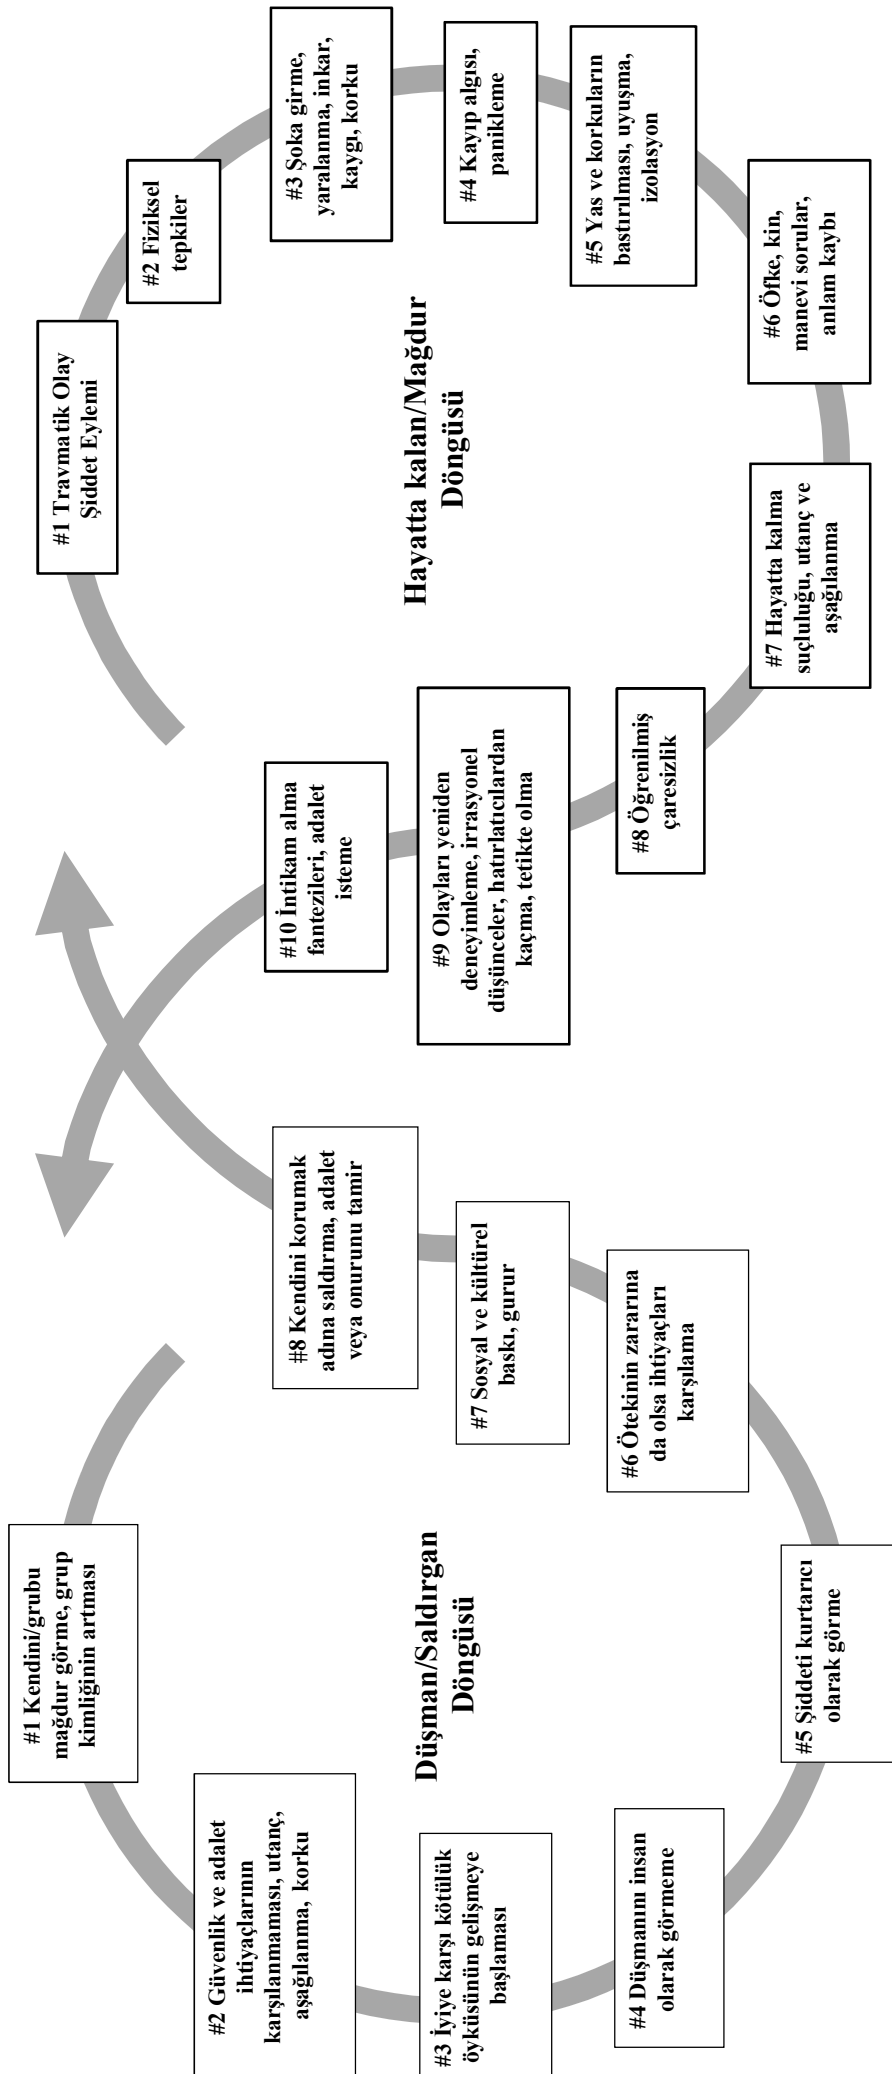 Düşman/Saldırgan
Döngüsü
#1 Kendini/grubu
mağdur görme, grup
kimliğinin artması
#2 Güvenlik ve adalet
ihtiyaçlarının
karşılanmaması, utanç,
aşağılanma, korku
#3 İyiye karşı kötülük
öyküsünün gelişmeye
başlaması
#4 Düşmanını insan
olarak görmeme
#5 Şiddeti kurtarıcı
olarak görme
#6 Ötekinin zararına
da olsa ihtiyaçları
karşılama
#7 Sosyal ve kültürel
baskı, gurur
#8 Kendini korumak
adına saldırma, adalet
veya onurunu tamir
Hayatta kalan/Mağdur
Döngüsü
#1 Travmatik Olay
Şiddet Eylemi
#2 Fiziksel
tepkiler
#3 Şoka girme,
yaralanma, inkar,
kaygı, korku
#4 Kayıp algısı,
panikleme
#5 Yas ve korkuların
bastırılması, uyuşma,
izolasyon
#6 Öfke, kin,
manevi sorular,
anlam kaybı
#7 Hayatta kalma
suçluluğu, utanç ve
aşağılanma
#8 Öğrenilmiş
çaresizlik
#9 Olayları yeniden
deneyimleme, irrasyonel
düşünceler, hatırlatıcılardan
kaçma, tetikte olma
#10 İntikam alma
fantezileri, adalet
isteme